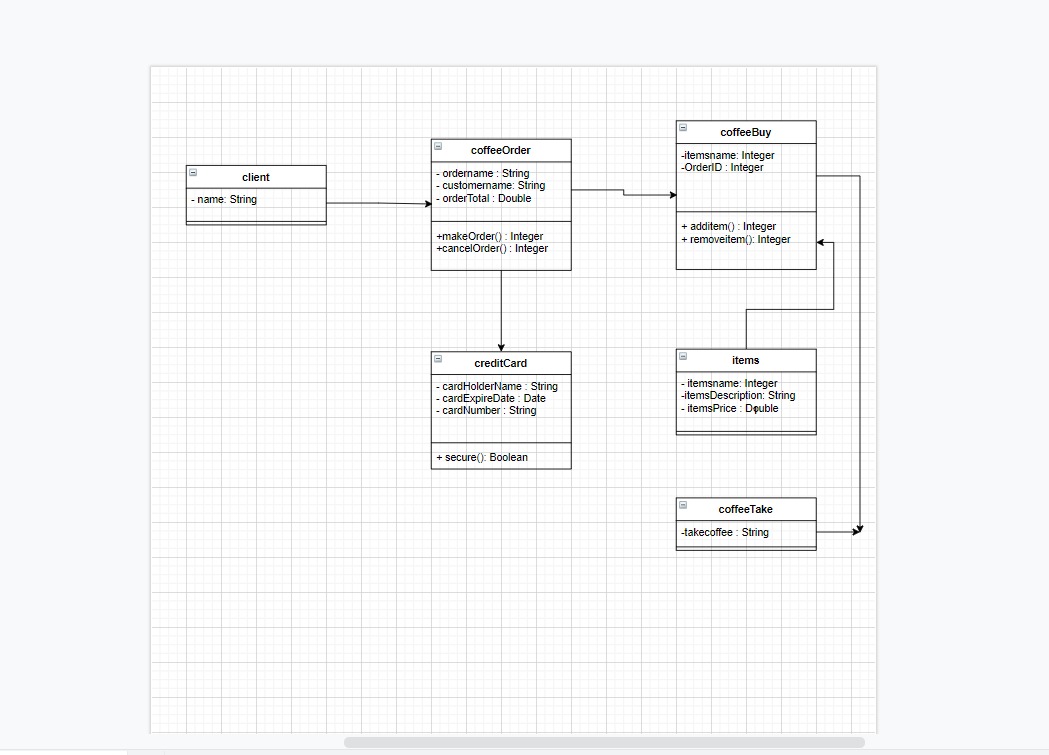 client
- name: String
coffeeOrder
- ordername : String
- customername: String
- orderTotal : Double
+makeOrder() : Integer
+cancelOrder() : Integer
coffeeBuy
-itemsname: Integer
-OrderID : Integer
+ additem() : Integer
+ removeitem(): Integer
creditCard
- cardHolderName : String
- cardExpireDate : Date
- cardNumber : String
+ secure(): Boolean
items
- itemsname: Integer
-itemsDescription: String
- itemsPrice : Double
coffeeTake
-takecoffee : String